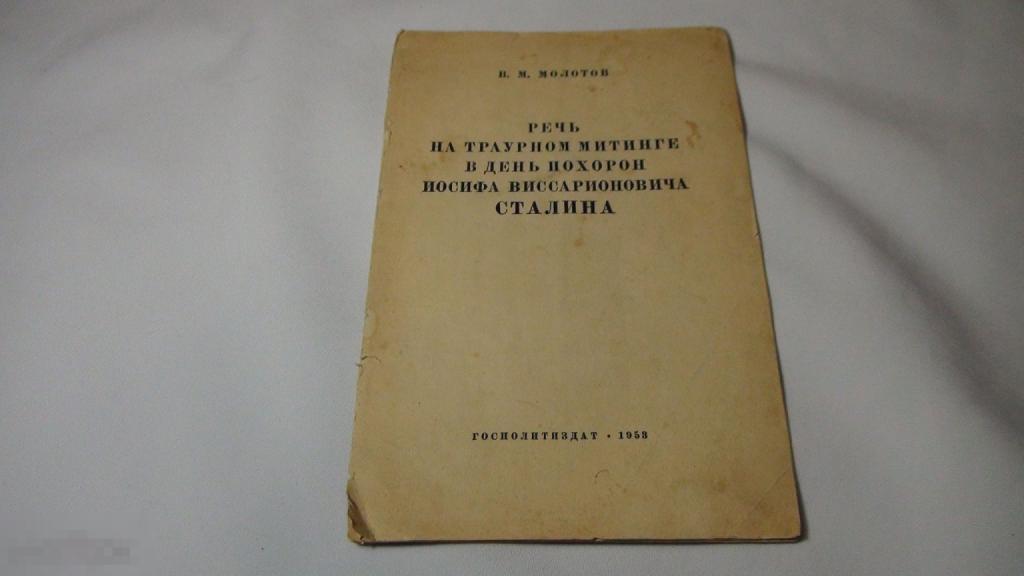 В. М. МОЛОТОВ
РЕЧЬ
НА ТРАУРНОМ МИТИНГЕ
В ДЕНЬ ПОХОРОН
ИОСИФА ВИССАРИОНОВИЧА
СТАЛИНА
ГОСПОЛИТИЗДАТ • 1953